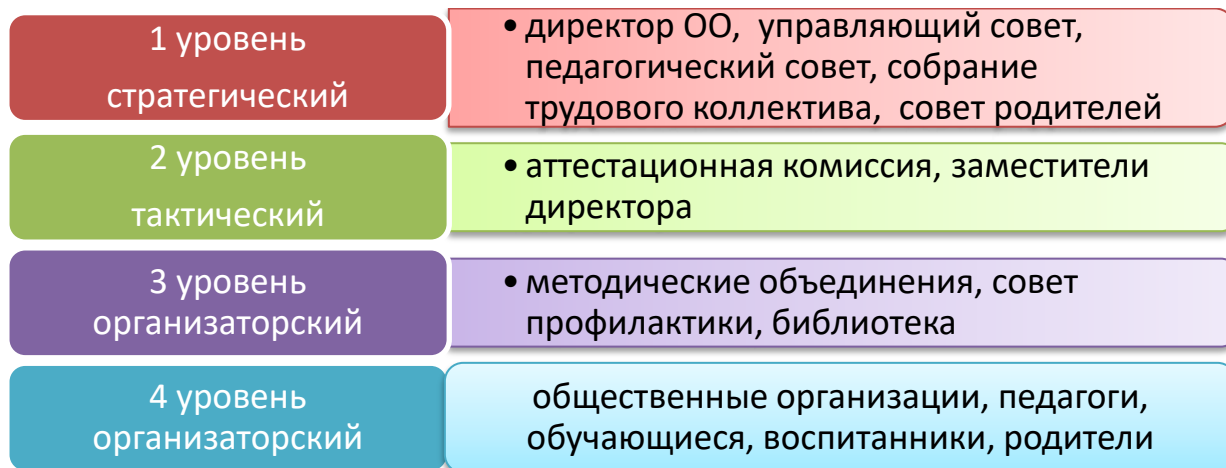 1 уровень
стратегический
• директор ОО, управляющий совет,
педагогический совет, собрание
трудового коллектива, совет родителей
2 уровень
тактический
• аттестационная комиссия, заместители
директора
3 уровень
организаторский
• методические объединения, совет
профилактики, библиотека
4 уровень
организаторский
общественные организации, педагоги,
обучающиеся, воспитанники, родители